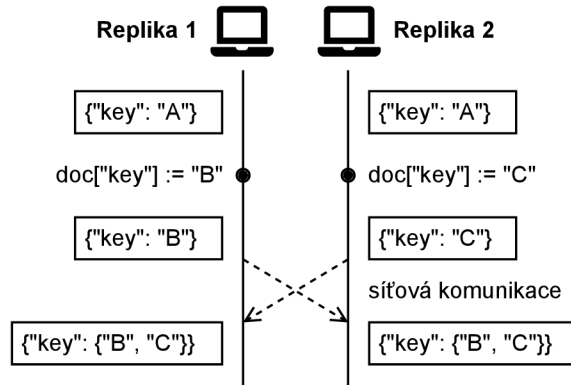 Replika 1
Replika 2
{"key": "A"}
{"key": "A"}
doc["key"] := "B"
doc["key"] := "C"
{"key": "B"}
{"key": "C"}
síťová komunikace
{"key": {"B", "C"}}
{"key": {"B", "C"}}